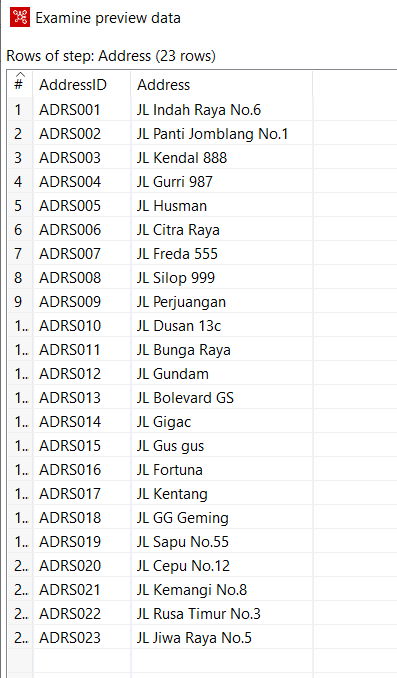 Examine preview data
Rows of step: Address (23 rows)
# AddressID Address
1 ADRS001 JL Indah Raya No.6
2 ADRS002 JL Panti Jomblang No.1
3 ADRS003 JL Kendal 888
4 ADRS004 JL Gurri 987
5 ADRS005 JL Husman
6 ADRS006 JL Citra Raya
7 ADRS007 JL Freda 555
8 ADRS008 JL Silop 999
9 ADRS009 JL Perjuangan
1.. ADRS010 JL Dusan 13c
1.. ADRS011 JL Bunga Raya
1.. ADRS012 JL Gundam
1.. ADRS013 JL Bolevard GS
1.. ADRS014 JL Gigac
1.. ADRS015 JL Gus gus
1.. ADRS016 JL Fortuna
1.. ADRS017 JL Kentang
1.. ADRS018 JL GG Geming
1.. ADRS019 JL Sapu No.55
2.. ADRS020 JL Cepu No.12
2.. ADRS021 JL Kemangi No.8
2.. ADRS022 JL Rusa Timur No.3
2.. ADRS023 JL Jiwa Raya No.5